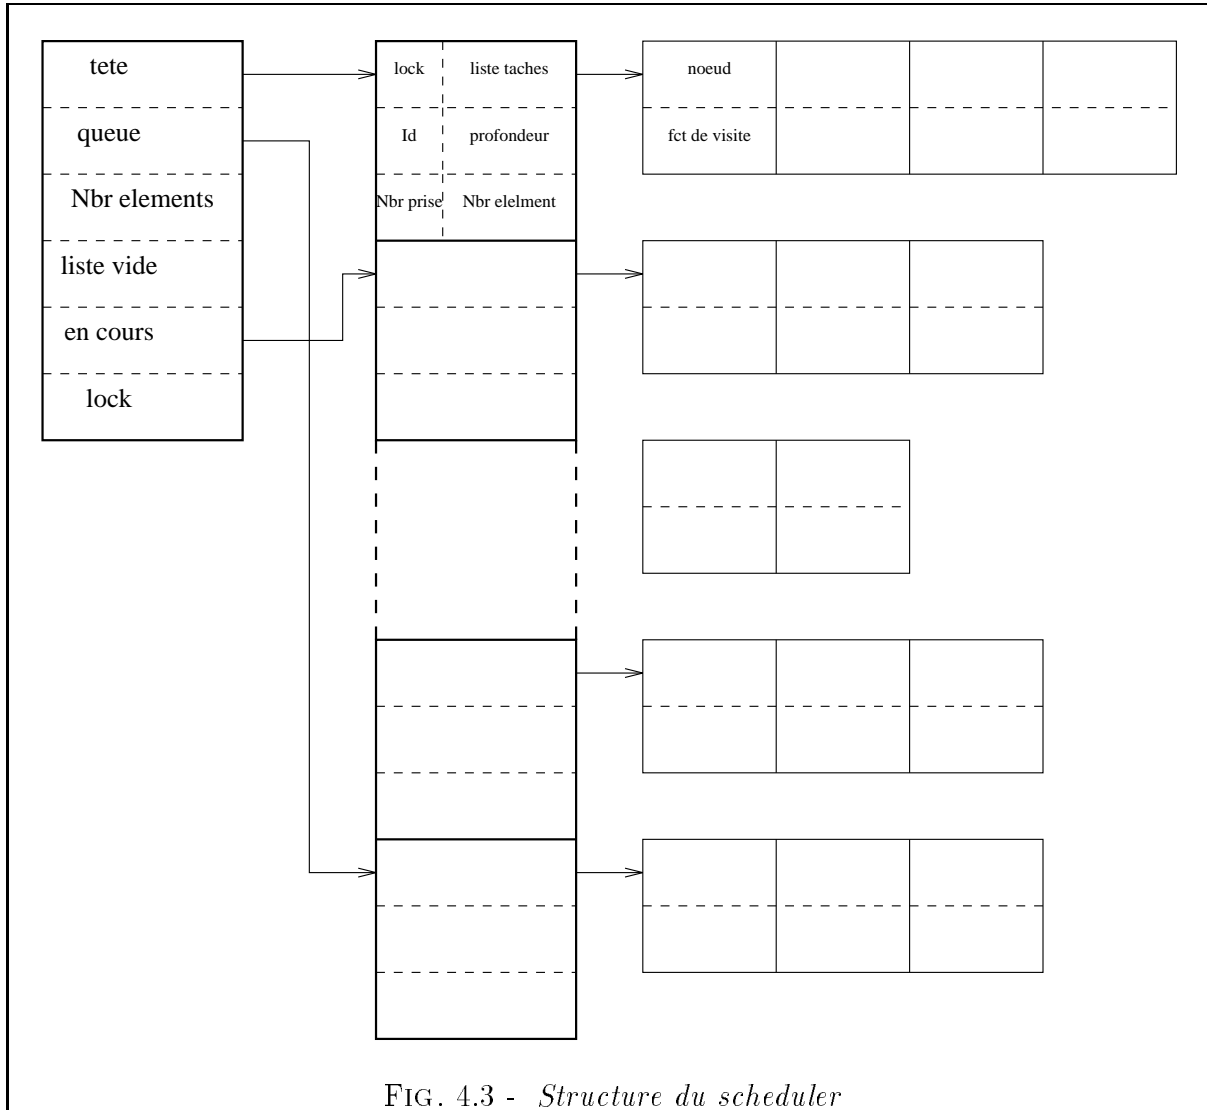 tete
queue
Nbr elements
liste vide
en cours
lock
lock liste taches
Id profondeur
Nbr prise Nbr elelment
noeud
fct de visite
FIG. 4.3 - Structure du scheduler